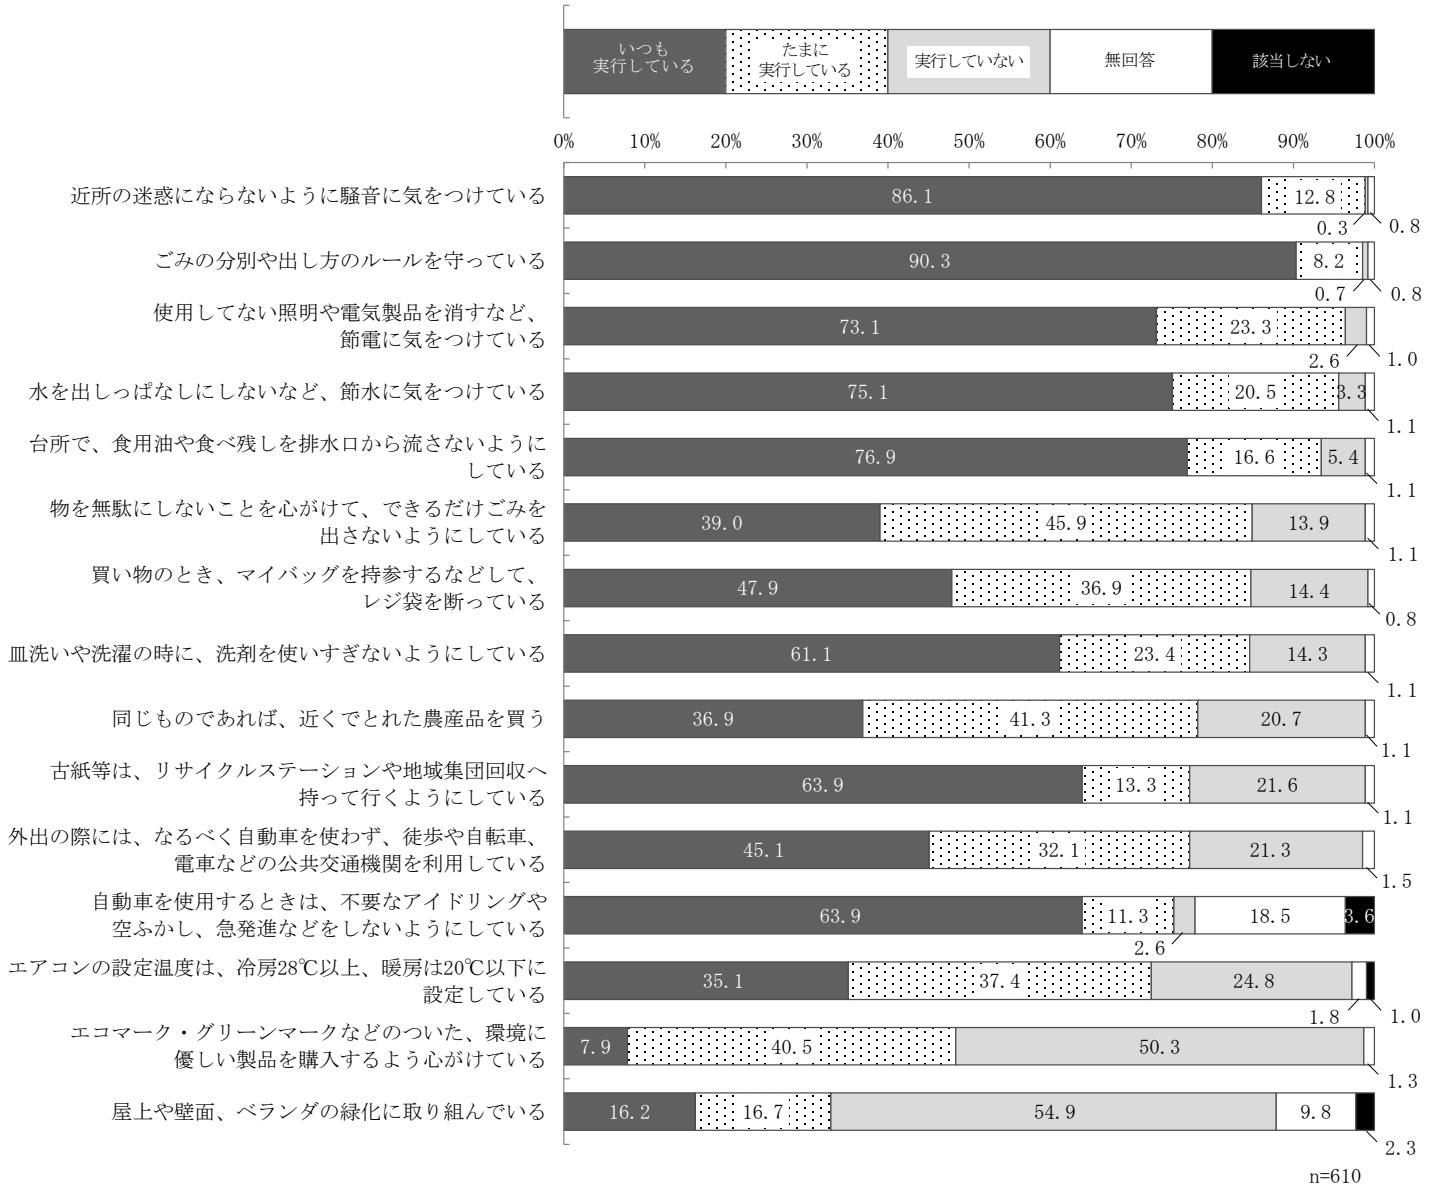 いつも
実行している
たまに
実行している
実行していない
無回答
該当しない
0% 10% 20% 30% 40% 50% 60% 70% 80% 90% 100%
近所の迷惑にならないように騒音に気をつけている
86.1 12.8
0.3 0.8
ごみの分別や出し方のルールを守っている
90.3 8.2
0.7 0.8
使用してない照明や電気製品を消すなど、
節電に気をつけている
73.1 23.3
2.6 1.0
水を出しっぱなしにしないなど、節水に気をつけている
75.1 20.5 3.3
1.1
台所で、食用油や食べ残しを排水口から流さないように
している
76.9 16.6 5.4
1.1
物を無駄にしないことを心がけて、できるだけごみを
出さないようにしている
39.0 45.9 13.9
1.1
買い物のとき、マイバッグを持参するなどして、
レジ袋を断っている
47.9 36.9 14.4
0.8
皿洗いや洗濯の時に、洗剤を使いすぎないようにしている
61.1 23.4 14.3
1.1
同じものであれば、近くでとれた農産品を買う
36.9 41.3 20.7
1.1
古紙等は、リサイクルステーションや地域集団回収へ
持って行くようにしている
63.9 13.3 21.6
1.1
外出の際には、なるべく自動車を使わず、徒歩や自転車、
電車などの公共交通機関を利用している
45.1 32.1 21.3
1.5
自動車を使用するときは、不要なアイドリングや
空ふかし、急発進などをしないようにしている
63.9 11.3 18.5 3.6
2.6
エアコンの設定温度は、冷房28℃以上、暖房は20℃以下に
設定している
35.1 37.4 24.8
1.8 1.0
エコマーク・グリーンマークなどのついた、環境に
優しい製品を購入するよう心がけている
7.9 40.5 50.3
1.3
屋上や壁面、ベランダの緑化に取り組んでいる
16.2 16.7 54.9 9.8
2.3
n=610